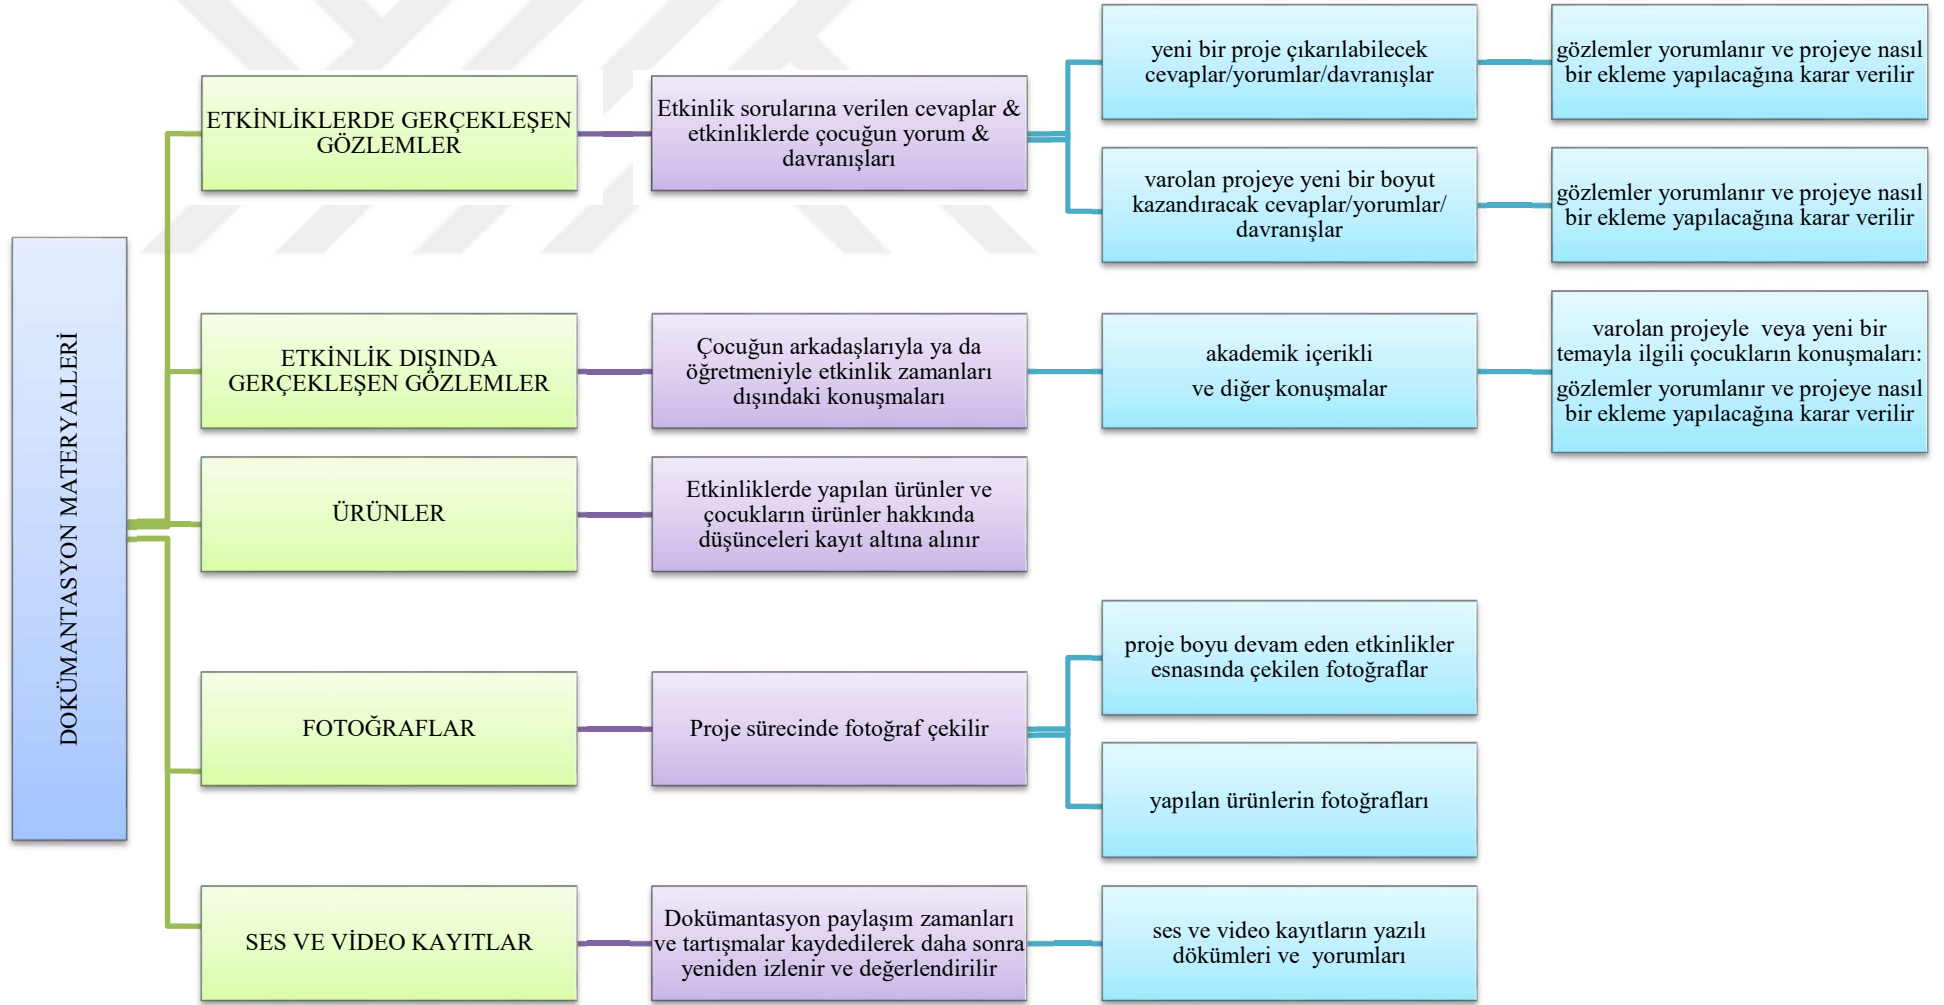 DOKÜMANTASYON MATERYALLERİ
ETKİNLİKLERDE GERÇEKLEŞEN
GÖZLEMLER
Etkinlik sorularına verilen cevaplar &
etkinliklerde çocuğun yorum &
davranışları
yeni bir proje çıkarılabilecek
cevaplar/yorumlar/davranışlar
gözlemler yorumlanır ve projeye nasıl
bir ekleme yapılacağına karar verilir
varolan projeye yeni bir boyut
kazandıracak cevaplar/yorumlar/
davranışlar
gözlemler yorumlanır ve projeye nasıl
bir ekleme yapılacağına karar verilir
ETKİNLİK DIŞINDA
GERÇEKLEŞEN GÖZLEMLER
Çocuğun arkadaşlarıyla ya da
öğretmeniyle etkinlik zamanları
dışındaki konuşmaları
akademik içerikli
ve diğer konuşmalar
varolan projeyle veya yeni bir
temayla ilgili çocukların konuşmaları:
gözlemler yorumlanır ve projeye nasıl
bir ekleme yapılacağına karar verilir
ÜRÜNLER
Etkinliklerde yapılan ürünler ve
çocukların ürünler hakkında
düşünceleri kayıt altına alınır
FOTOĞRAFLAR
Proje sürecinde fotoğraf çekilir
proje boyu devam eden etkinlikler
esnasında çekilen fotoğraflar
yapılan ürünlerin fotoğrafları
SES VE VİDEO KAYITLAR
Dokümantasyon paylaşım zamanları
ve tartışmalar kaydedilerek daha sonra
yeniden izlenir ve değerlendirilir
ses ve video kayıtların yazılı
dökümleri ve yorumları